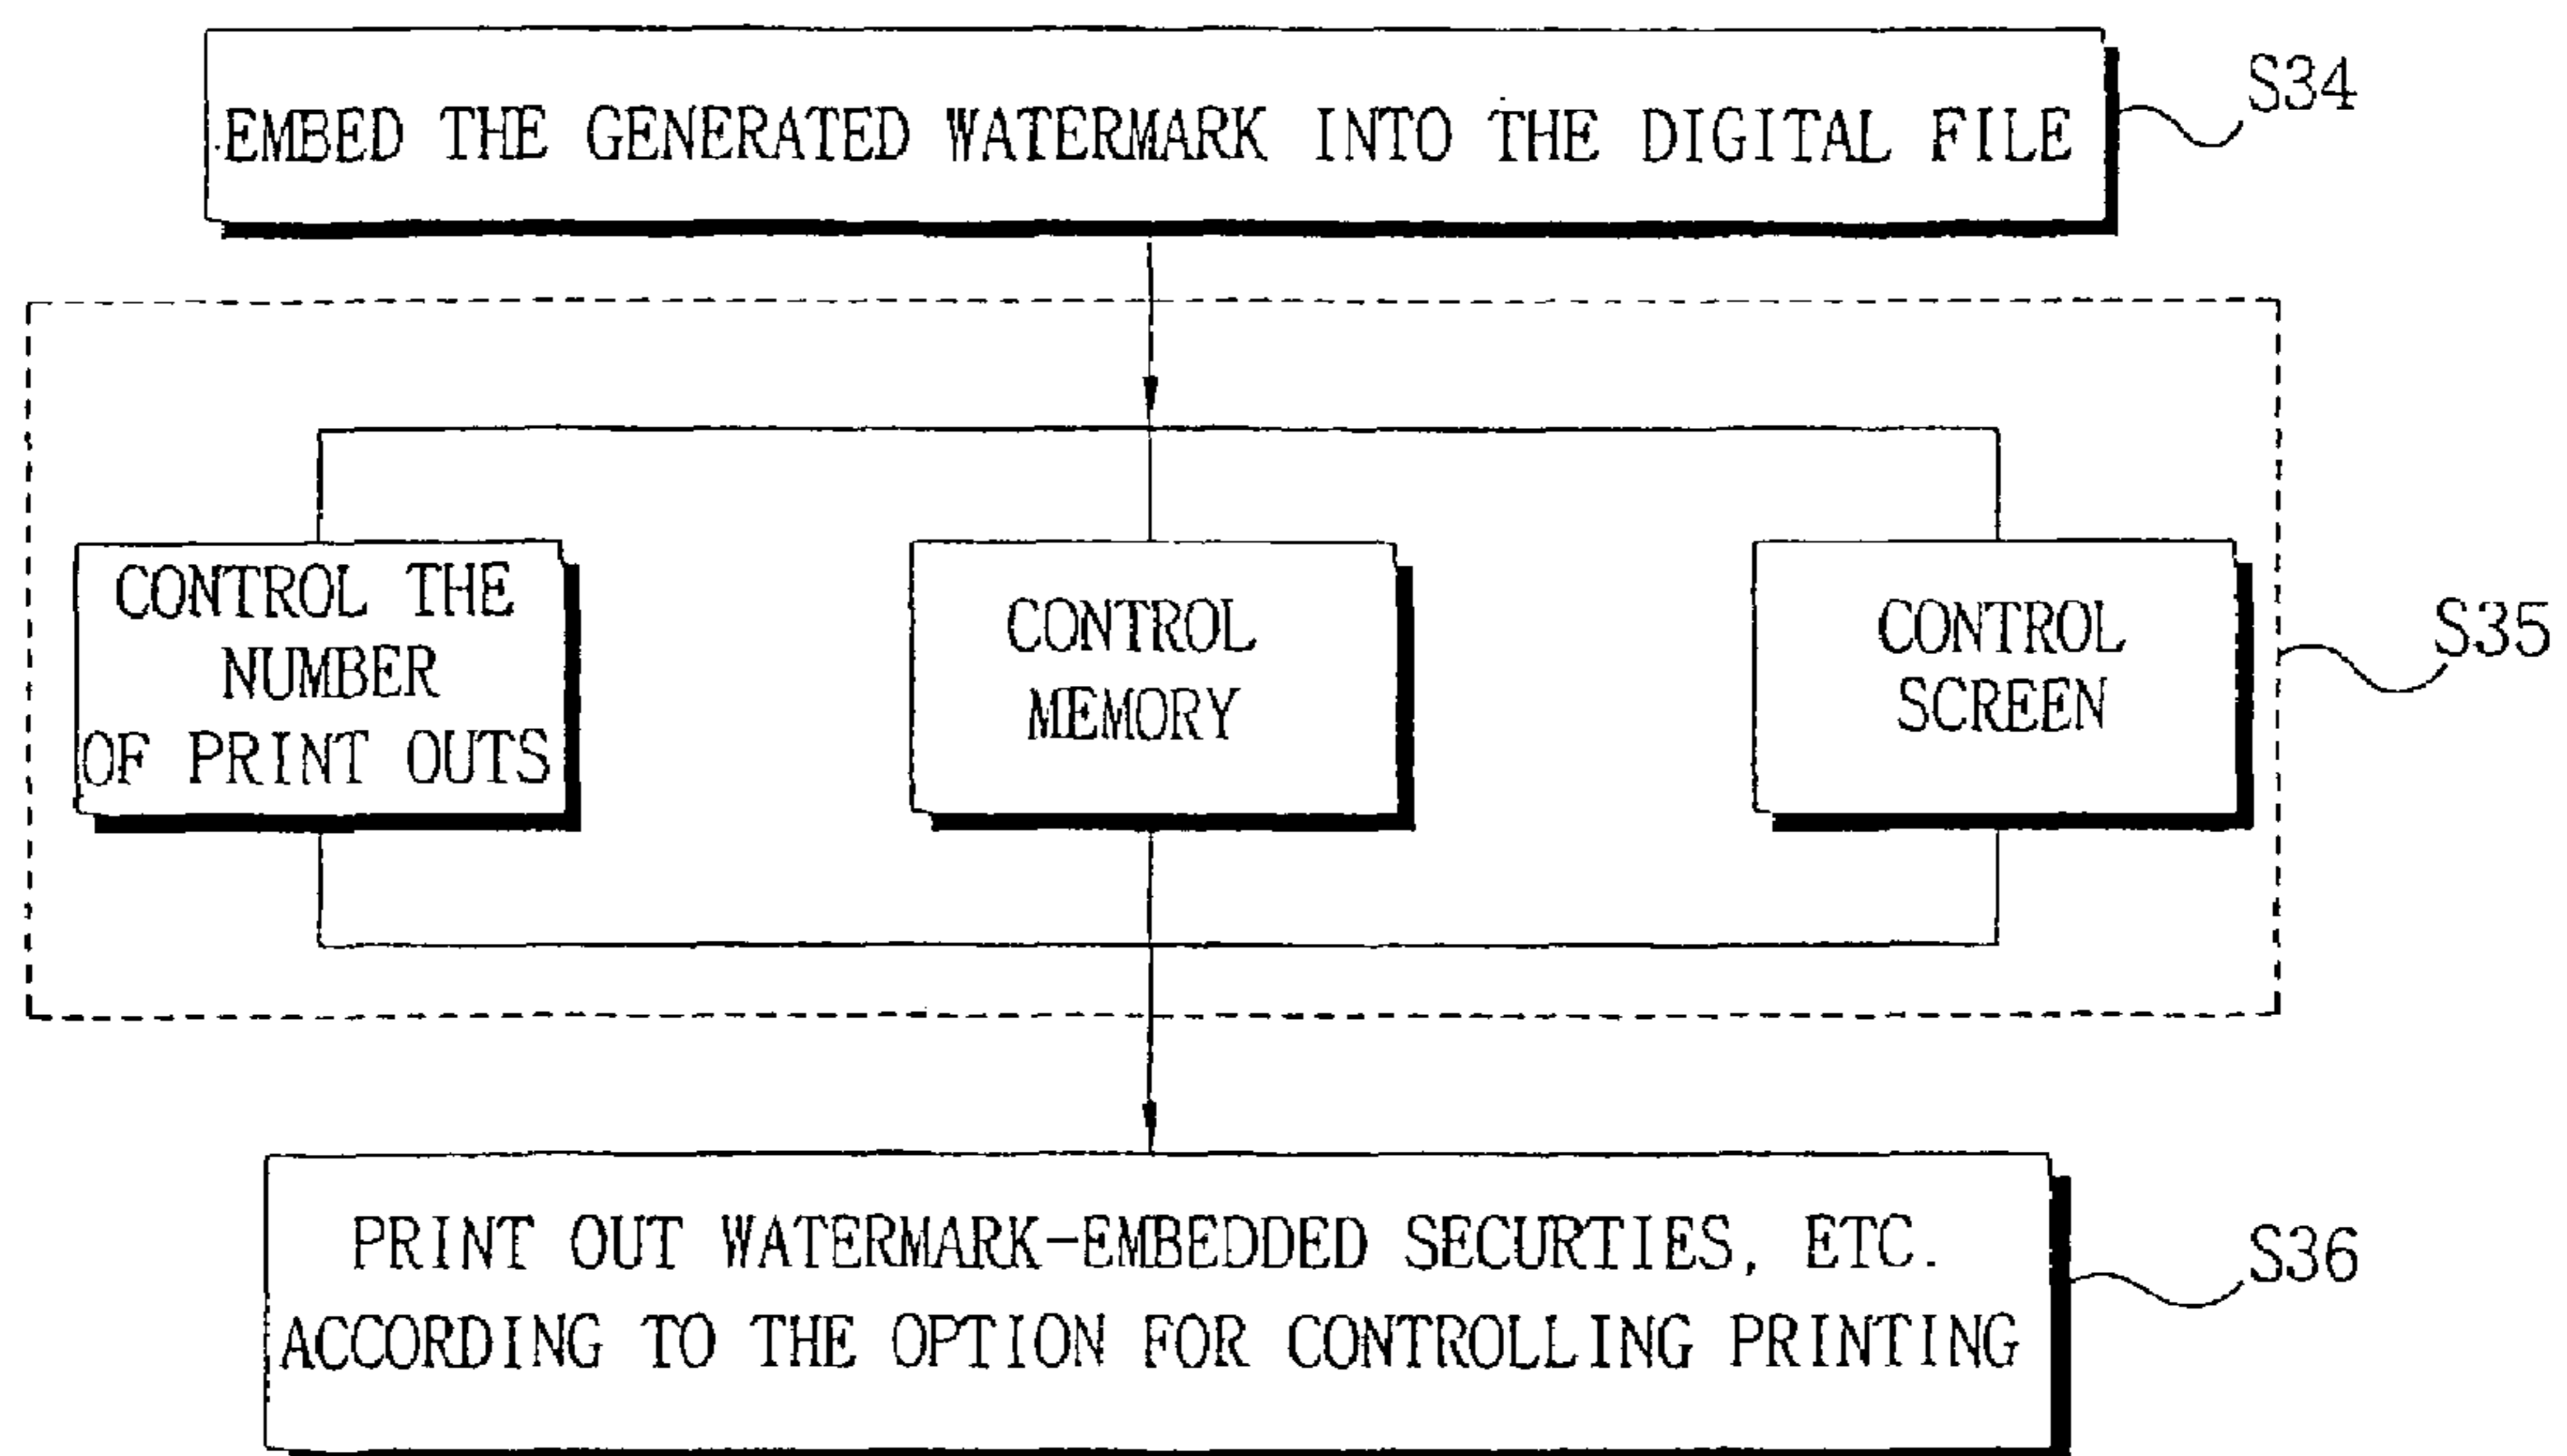 EMBED THE GENERATED WATERMARK INTO THE DIGITAL FILE
S34
CONTROL THE
NUMBER
OF PRINT OUTS
CONTROL
MEMORY
CONTROL
SCREEN
S35
PRINT OUT WATERMARK-EMBEDDED SECURTIES, ETC.
ACCORDING TO THE OPTION FOR CONTROLLING PRINTING
S36